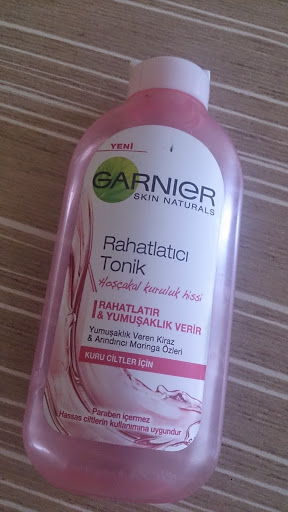 YENİ
GARNIER
SKIN NATURALS
Rahatlatıcı
Tonik
Hoşçakal kuruluk hissi
RAHATLATIR
& YUMUŞAKLIK VERİR
Yumuşaklık Veren Kiraz
& Arındırıcı Moringa Özleri
KURU CİLTLER İÇİN
Paraben içermez
Hassas ciltlerin kullanımına uygundur